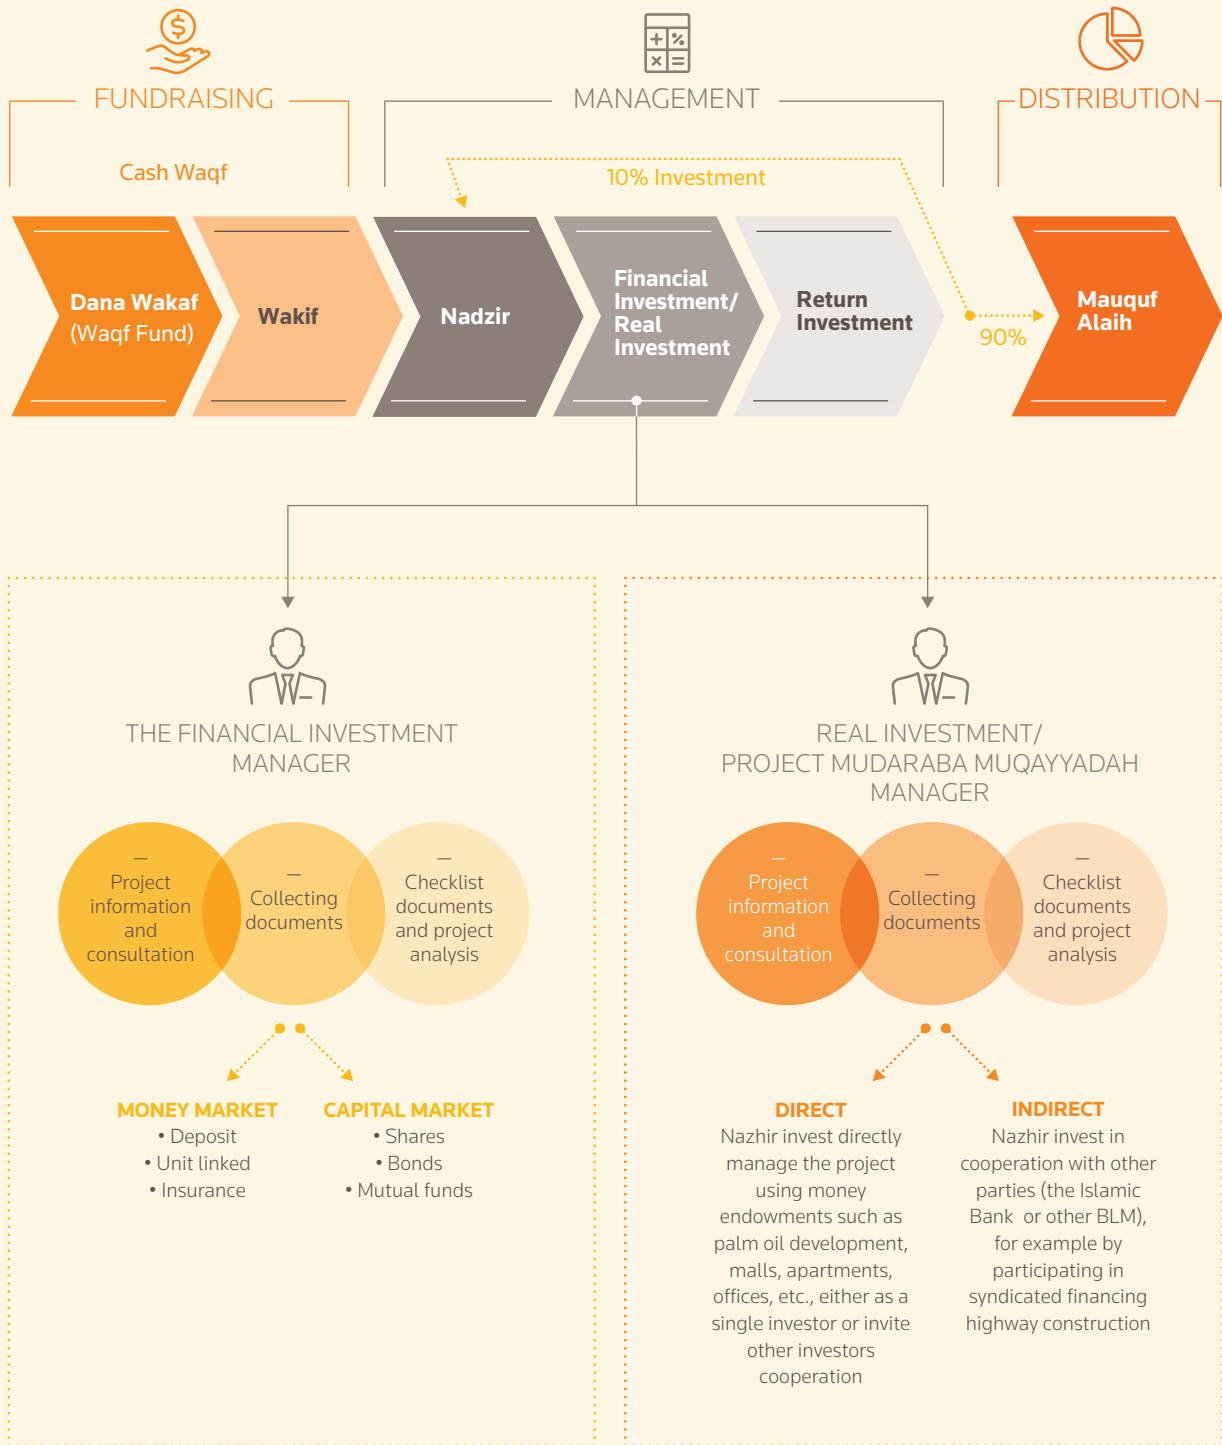 FUNDRAISING
MANAGEMENT
DISTRIBUTION
Cash Waqf
10% Investment
Dana Wakaf
(Waqf Fund)
Wakif
Nadzir
Financial
Investment/
Real
Investment
Return
Investment
90%
Mauquf
Alaih
THE FINANCIAL INVESTMENT
MANAGER
Project
information
and
consultation
Collecting
documents
Checklist
documents
and project
analysis
MONEY MARKET
• Deposit
• Unit linked
• Insurance
CAPITAL MARKET
• Shares
• Bonds
• Mutual funds
REAL INVESTMENT/
PROJECT MUDARABA MUQAYYADAH
MANAGER
Project
information
and
consultation
Collecting
documents
Checklist
documents
and project
analysis
DIRECT
Nazhir invest directly
manage the project
using money
endowments such as
palm oil development,
malls, apartments,
offices, etc., either as a
single investor or invite
other investors
cooperation
INDIRECT
Nazhir invest in
cooperation with other
parties (the Islamic
Bank or other BLM),
for example by
participating in
syndicated financing
highway construction